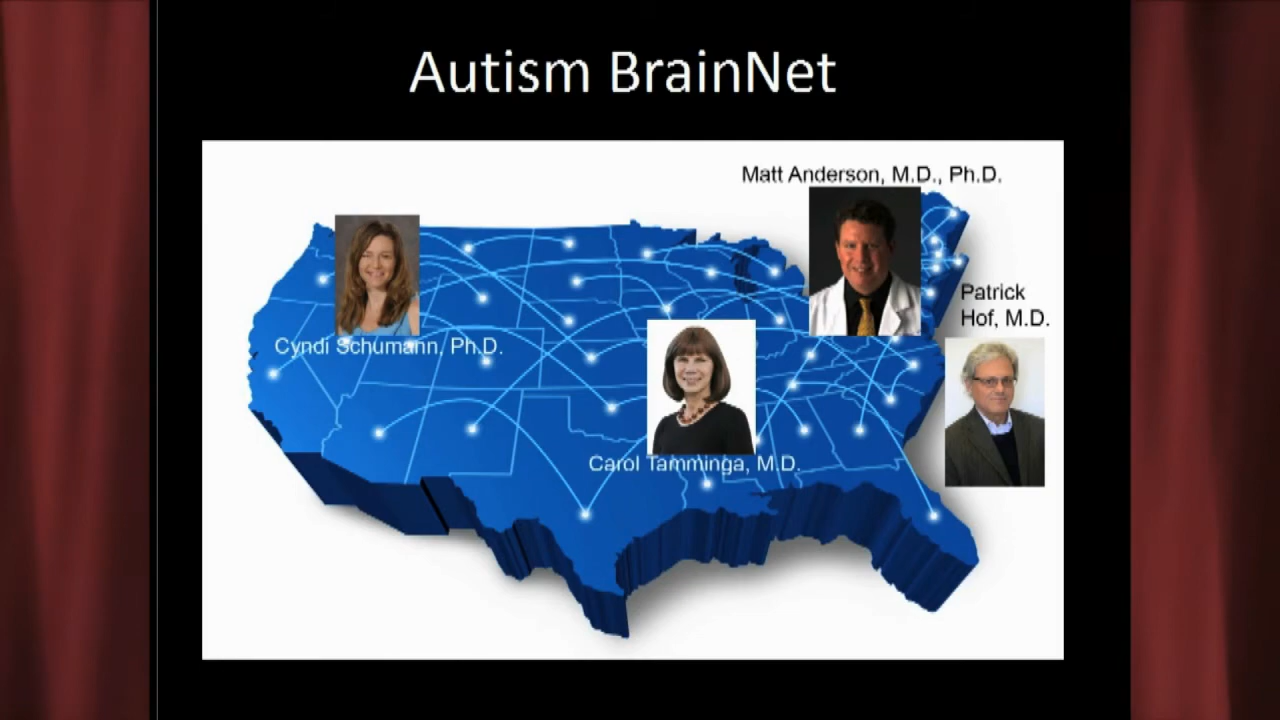 Autism BrainNet
Matt Anderson, M.D., Ph.D.
Patrick
Hof, M.D.
Cyndi Schumann, Ph.D.
Carol Tamminga, M.D.